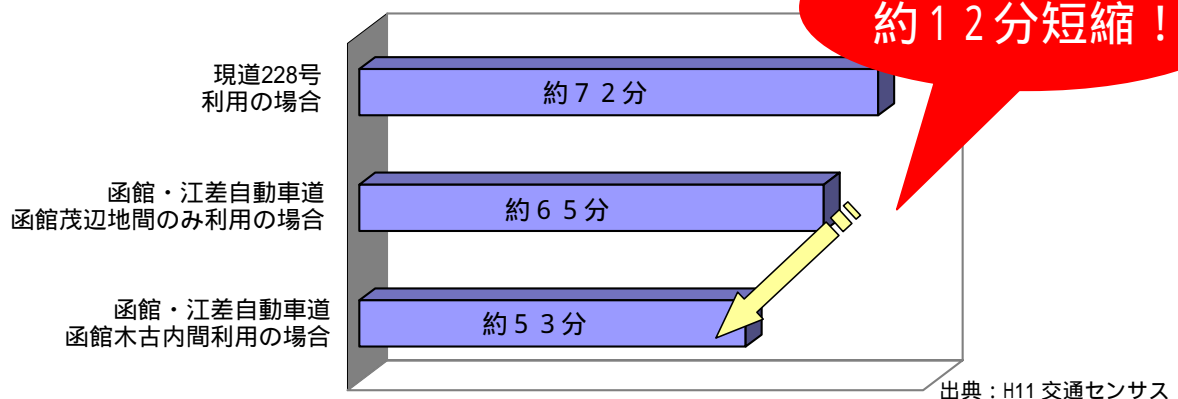 約12分短縮！
現道228号
利用の場合
約７２分
函館・江差自動車道
函館茂辺地間のみ利用の場合
約６５分
函館・江差自動車道
函館木古内間利用の場合
約５３分
出典：H11 交通センサス